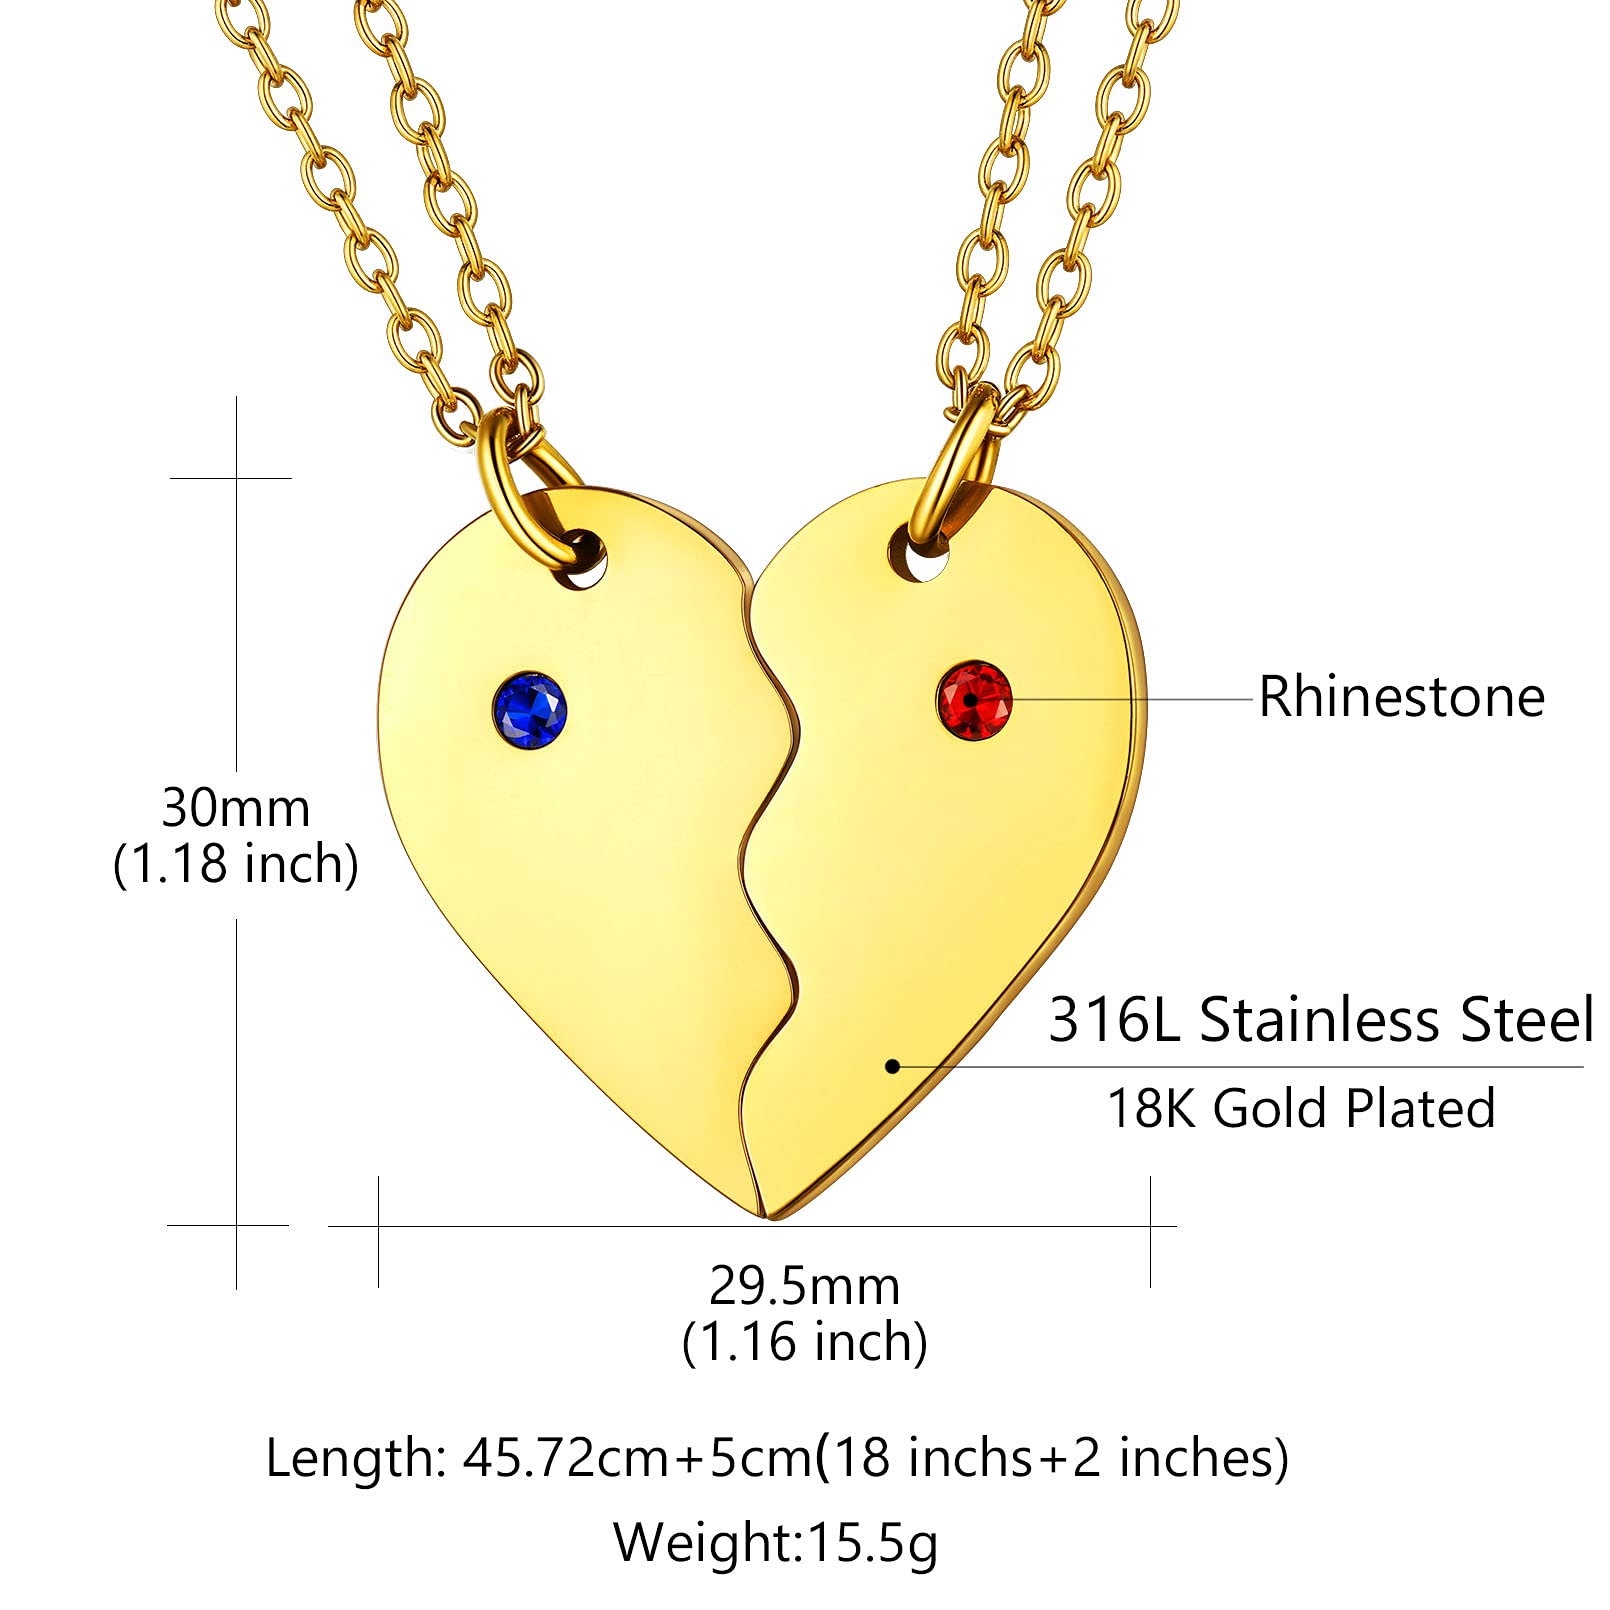 Rhinestone
30mm
(1.18 inch)
316L Stainless Steel
18K Gold Plated
29.5mm
(1.16 inch)
Length: 45.72cm+5cm(18 inchs+2 inches)
Weight:15.5g